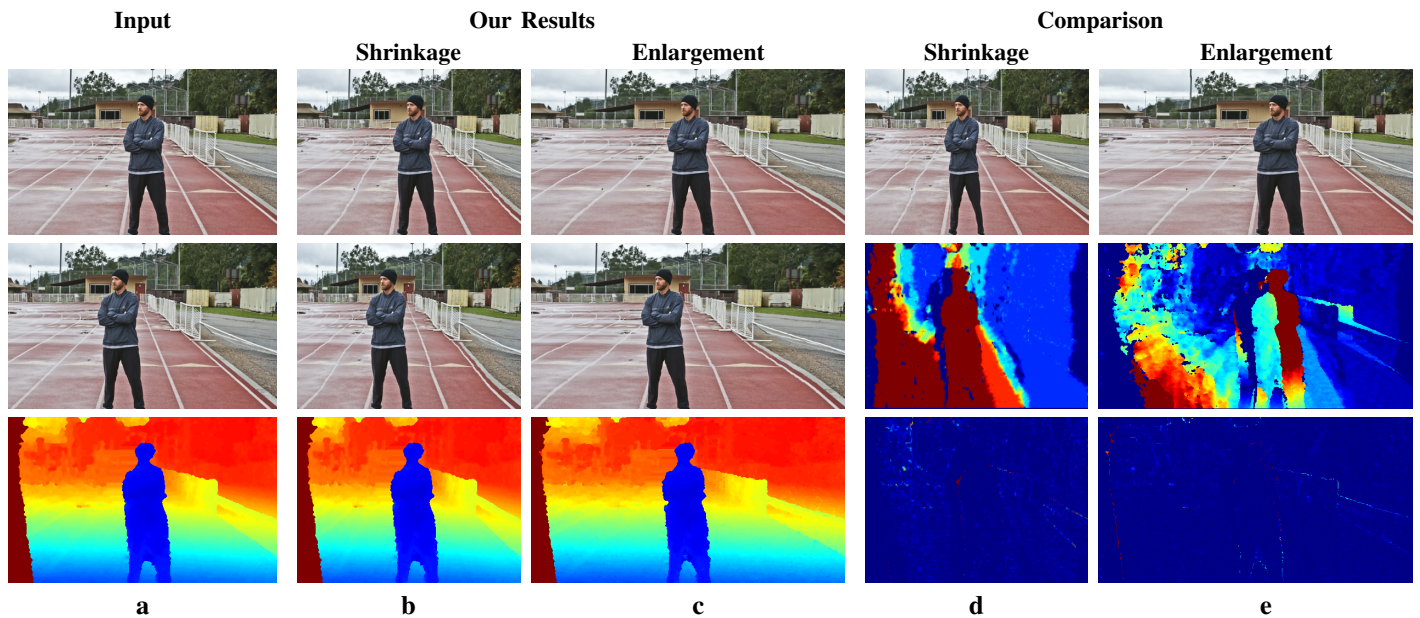 Input Our Results Comparison
Shrinkage Enlargement Shrinkage Enlargement
a b c d e